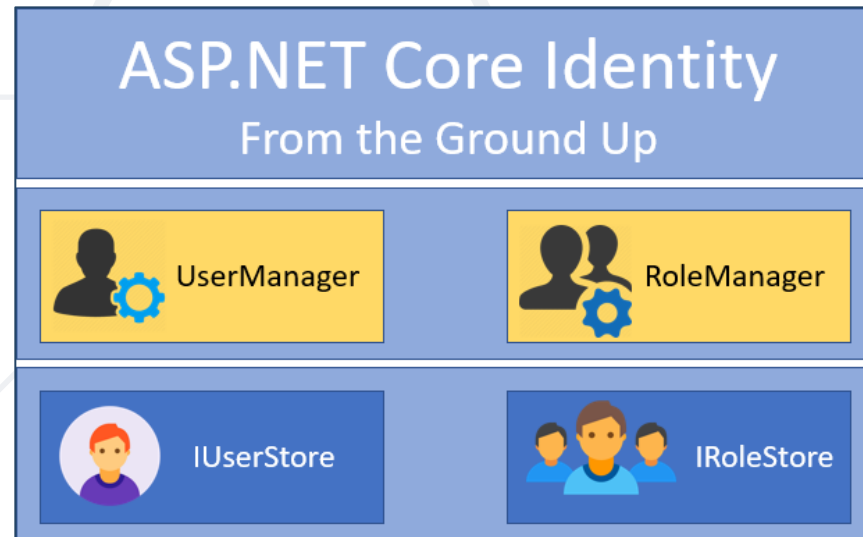 ASP.NET Core Identity
From the Ground Up
UserManager
RoleManager
IUserStore
IRoleStore